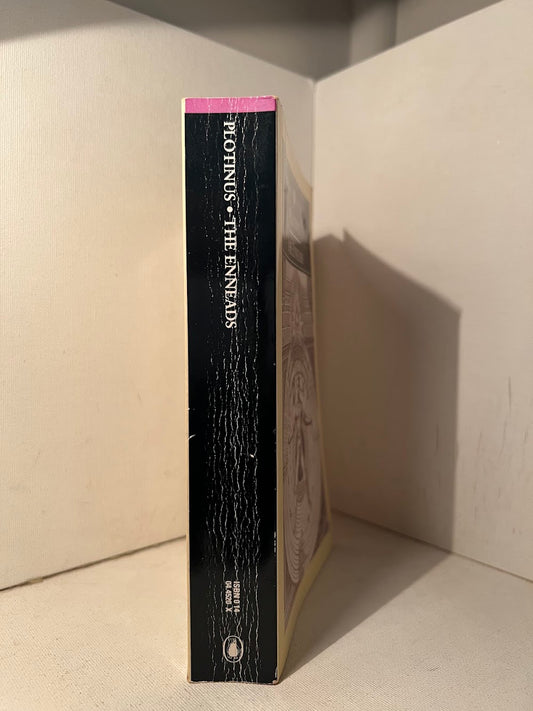 PLOTINUS • THE ENNEADS
ISBN 0 14
04.4520 X